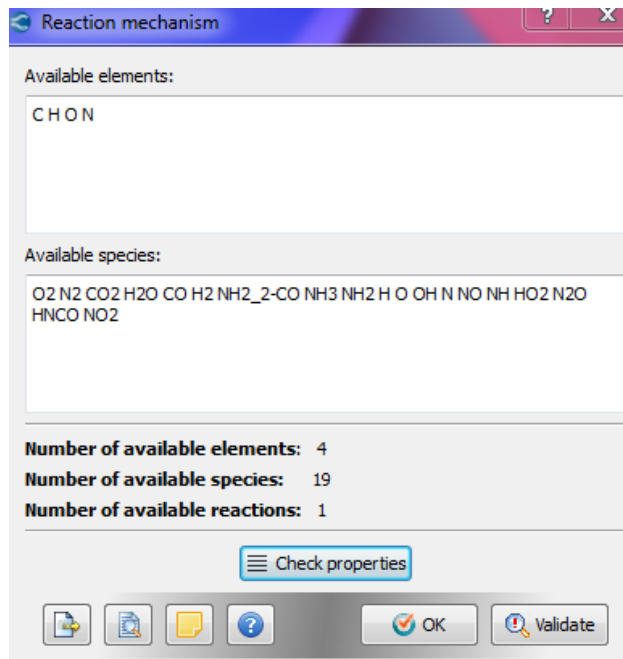 Reaction mechanism ? X
Available elements:
C H O N
Available species:
O2 N2 CO2 H2O CO H2 NH2_2-CO NH3 NH2 H O OH N NO NH HO2 N2O
HNCO NO2
Number of available elements: 4
Number of available species: 19
Number of available reactions: 1
Check properties
? OK Validate